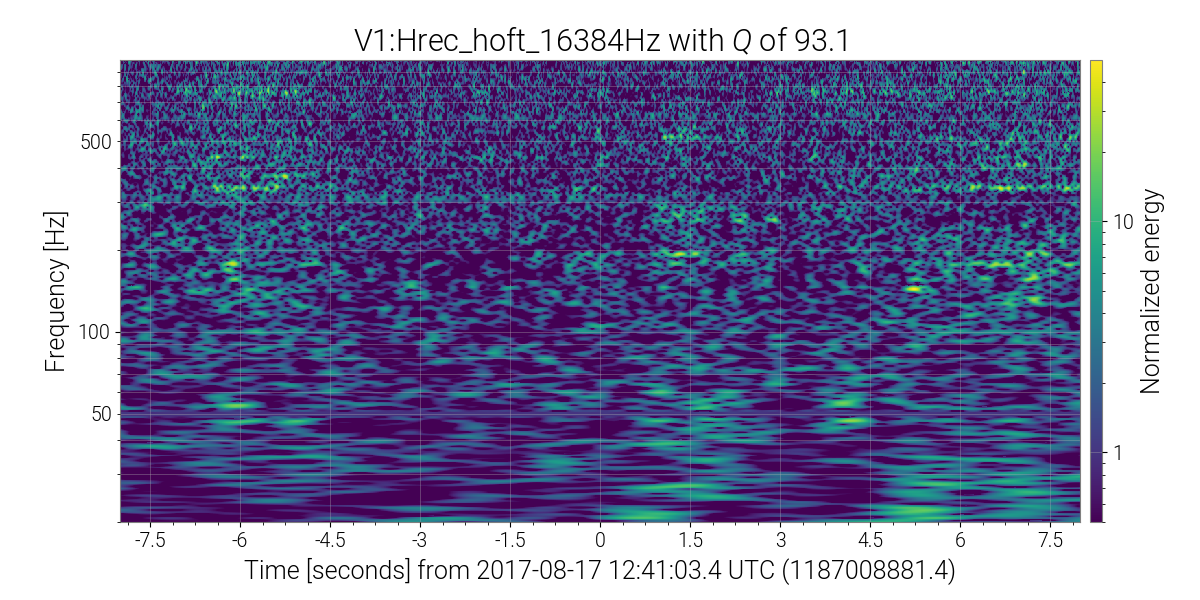 V1:Hrec_hoft_16384Hz with Q of 93.1
500
100
50
Frequency [Hz]
-7.5 -6 -4.5 -3 -1.5 0 1.5 3 4.5 6 7.5
Time [seconds] from 2017-08-17 12:41:03.4 UTC (1187008881.4)
10
1
Normalized energy